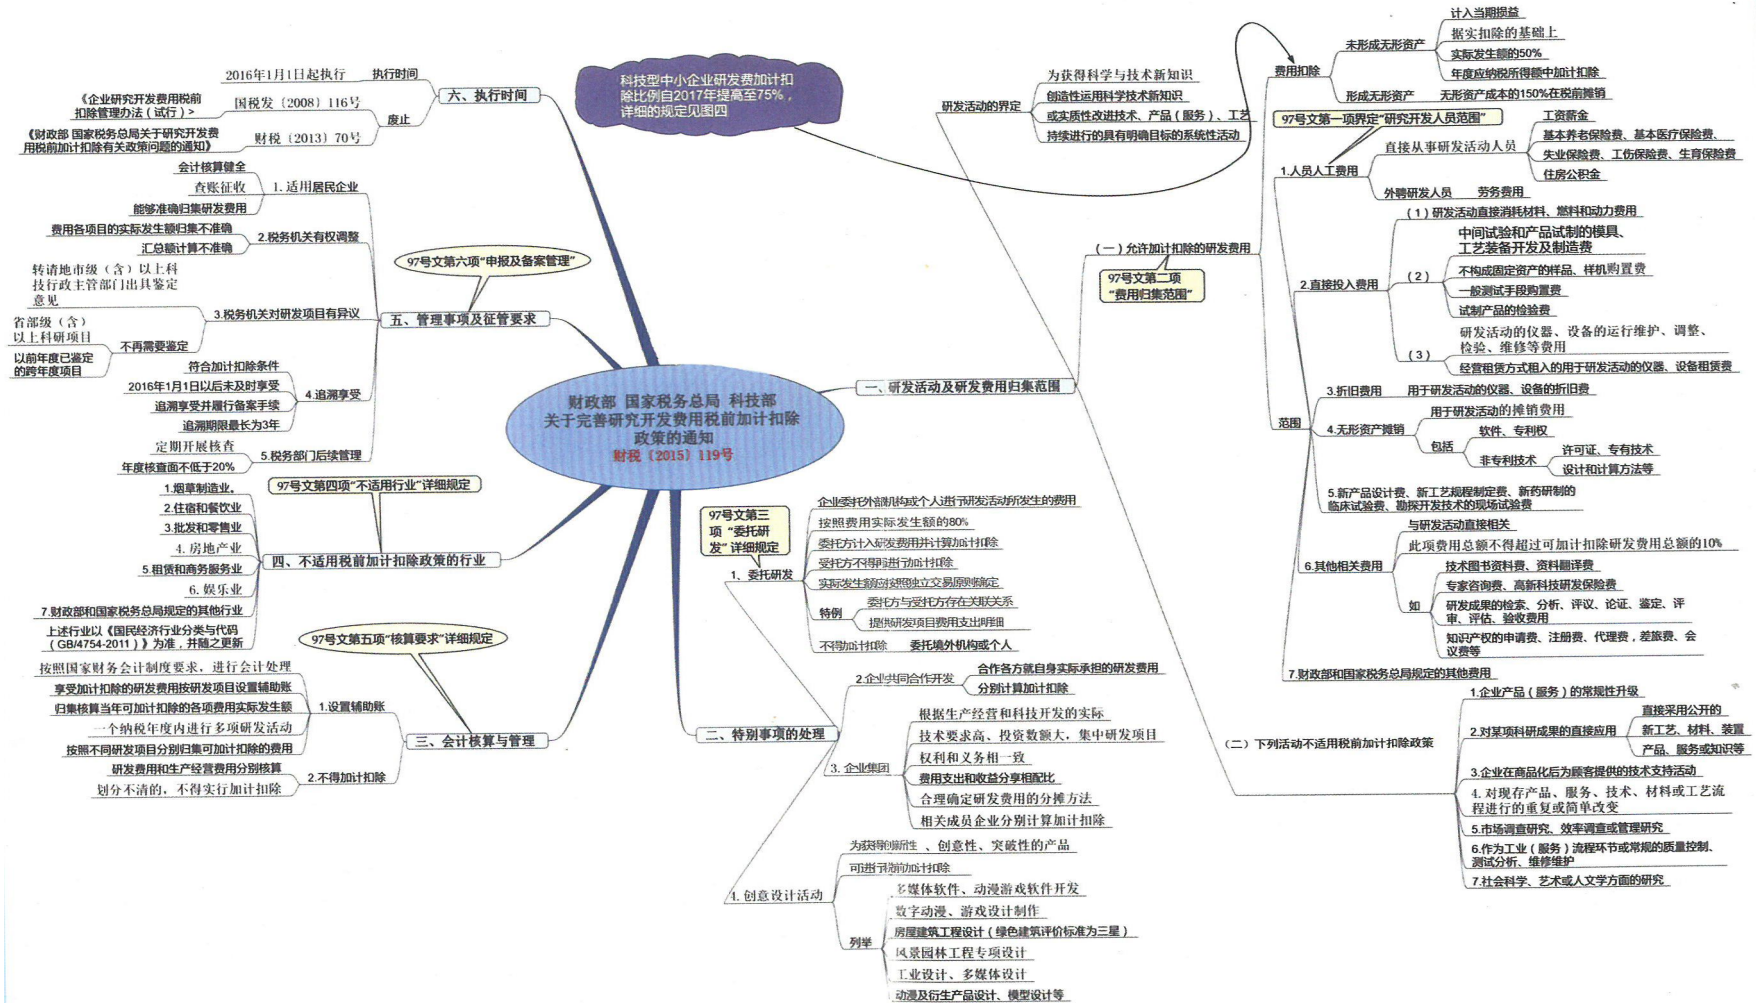 财政部 国家税务总局 科技部
关于完善研究开发费用税前加计扣除
政策的通知
财税〔2015〕119号
科技型中小企业研发费加计扣
除比例自2017年提高至75%，
详细的规定见图四
一、研发活动及研发费用归集范围
研发活动的界定
为获得科学与技术新知识
创造性运用科学技术新知识
或实质性改进技术、产品（服务）、工艺
持续进行的具有明确目标的系统性活动
（一）允许加计扣除的研发费用
97号文第二项
“费用归集范围”
费用扣除
未形成无形资产
计入当期损益
据实扣除的基础上
实际发生额的50%
年度应纳税所得额中加计扣除
形成无形资产
无形资产成本的150%在税前摊销
范围
97号文第一项界定“研究开发人员范围”
1.人员人工费用
直接从事研发活动人员
工资薪金
基本养老保险费、基本医疗保险费、
失业保险费、工伤保险费、生育保险费
住房公积金
外聘研发人员
劳务费用
2.直接投入费用
（1）研发活动直接消耗材料、燃料和动力费用
（2）
中间试验和产品试制的模具、
工艺装备开发及制造费
不构成固定资产的样品、样机购置费
一般测试手段购置费
试制产品的检验费
（3）
研发活动的仪器、设备的运行维护、调整、
检验、维修等费用
经营租赁方式租入的用于研发活动的仪器、设备租赁费
3.折旧费用
用于研发活动的仪器、设备的折旧费
4.无形资产摊销
用于研发活动的摊销费用
包括
软件、专利权
非专利技术
许可证、专有技术
设计和计算方法等
5.新产品设计费、新工艺规程制定费、新药研制的
临床试验费、勘探开发技术的现场试验费
6.其他相关费用
与研发活动直接相关
此项费用总额不得超过可加计扣除研发费用总额的10%
如
技术图书资料费、资料翻译费
专家咨询费、高新科技研发保险费
研发成果的检索、分析、评议、论证、鉴定、评
审、评估、验收费用
知识产权的申请费、注册费、代理费，差旅费、会
议费等
7.财政部和国家税务总局规定的其他费用
（二）下列活动不适用税前加计扣除政策
1.企业产品（服务）的常规性升级
2.对某项科研成果的直接应用
直接采用公开的
新工艺、材料、装置
产品、服务或知识等
3.企业在商品化后为顾客提供的技术支持活动
4.对现存产品、服务、技术、材料或工艺流
程进行的重复或简单改变
5.市场调查研究、效率调查或管理研究
6.作为工业（服务）流程环节或常规的质量控制、
测试分析、维修维护
7.社会科学、艺术或人文学方面的研究
二、特别事项的处理
97号文第三
项“委托研
发”详细规定
1、委托研发
企业委托外部机构或个人进行研发活动所发生的费用
按照费用实际发生额的80%
委托方计入研发费用并计算加计扣除
受托方不得再进行加计扣除
实际发生额应按照独立交易原则确定
特例
委托方与受托方存在关联关系
提供研发项目费用支出明细
不得加计扣除
委托境外机构或个人
2.企业共同合作开发
合作各方就自身实际承担的研发费用
分别计算加计扣除
3.企业集团
根据生产经营和科技开发的实际
技术要求高、投资数额大，集中研发项目
权利和义务相一致
费用支出和收益分享相配比
合理确定研发费用的分摊方法
相关成员企业分别计算加计扣除
4.创意设计活动
为获得创新性、创意性、突破性的产品
可进行税前加计扣除
列举
多媒体软件、动漫游戏软件开发
数字动漫、游戏设计制作
房屋建筑工程设计（绿色建筑评价标准为三星）
风景园林工程专项设计
工业设计、多媒体设计
动漫及衍生产品设计、模型设计等
三、会计核算与管理
97号文第五项“核算要求”详细规定
1.设置辅助账
按照国家财务会计制度要求，进行会计处理
享受加计扣除的研发费用按研发项目设置辅助账
归集核算当年可加计扣除的各项费用实际发生额
一个纳税年度内进行多项研发活动
按照不同研发项目分别归集可加计扣除的费用
2.不得加计扣除
研发费用和生产经营费用分别核算
划分不清的，不得实行加计扣除
四、不适用税前加计扣除政策的行业
97号文第四项“不适用行业”详细规定
1.烟草制造业。
2.住宿和餐饮业
3.批发和零售业
4.房地产业
5.租赁和商务服务业
6.娱乐业
7.财政部和国家税务总局规定的其他行业
上述行业以《国民经济行业分类与代码
（GB/4754-2011）》为准，并随之更新
五、管理事项及征管要求
97号文第六项“申报及备案管理”
1.适用居民企业
会计核算健全
查账征收
能够准确归集研发费用
2.税务机关有权调整
费用各项目的实际发生额归集不准确
汇总额计算不准确
3.税务机关对研发项目有异议
转请地市级（含）以上科
技行政主管部门出具鉴定
意见
不再需要鉴定
省部级（含）
以上科研项目
以前年度已鉴定
的跨年度项目
4.追溯享受
符合加计扣除条件
2016年1月1日以后未及时享受
追溯享受并履行备案手续
追溯期限最长为3年
5.税务部门后续管理
定期开展核查
年度核查面不低于20%
六、执行时间
执行时间
2016年1月1日起执行
废止
国税发〔2008〕116号
《企业研究开发费用税前
扣除管理办法（试行）>
财税〔2013〕70号
《财政部 国家税务总局关于研究开发费
用税前加计扣除有关政策问题的通知》